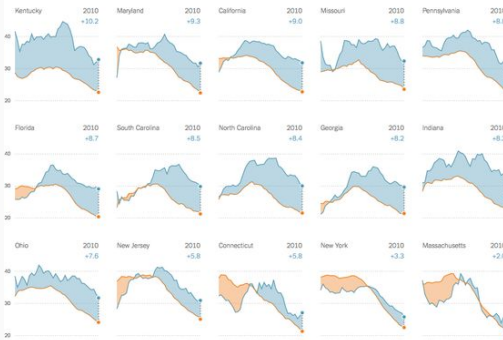 Kentucky 2010 Maryland 2010 California 2010 Missouri 2010 Pennsylvania 2010
+10.2 +9.3 +9.0 +8.8
40
30
20
Florida 2010 South Carolina 2010 North Carolina 2010 Georgia 2010 Indiana 2010
+8.7 +8.5 +8.4 +8.2
40
30
20
Ohio 2010 New Jersey 2010 Connecticut 2010 New York 2010 Massachusetts 2010
+7.6 +5.8 +5.8 +3.3
40
30
20